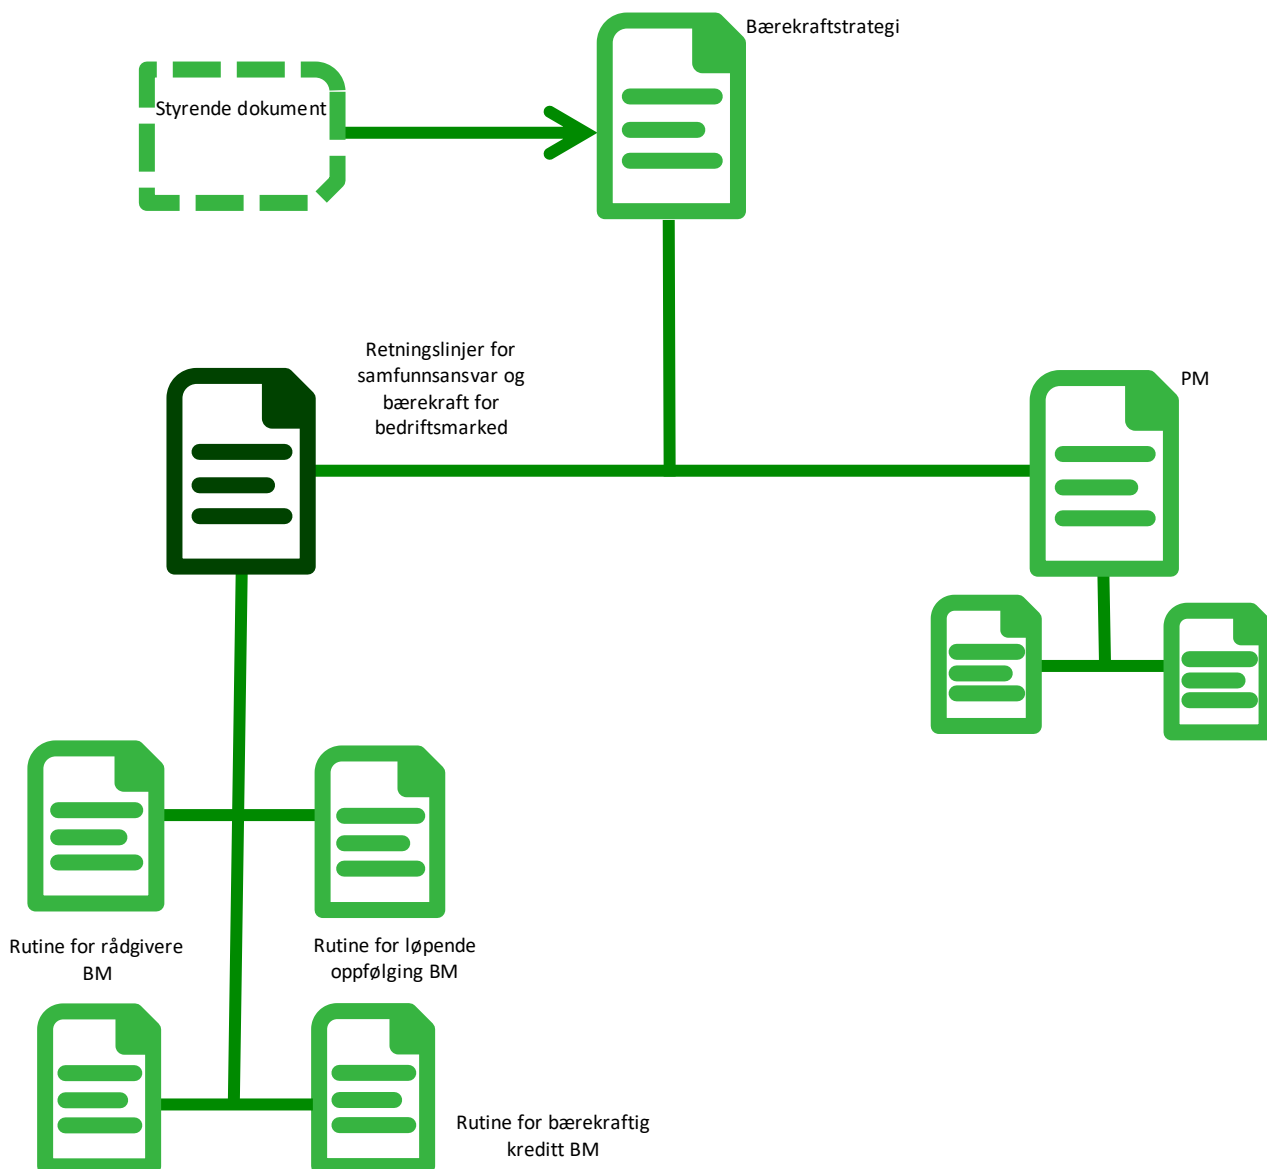 Bærekraftstrategi
Styrende dokument
Retningslinjer for
samfunnsansvar og
bærekraft for
bedriftsmarked
PM
Rutine for rådgivere
BM
Rutine for løpende
oppfølging BM
Rutine for bærekraftig
kreditt BM